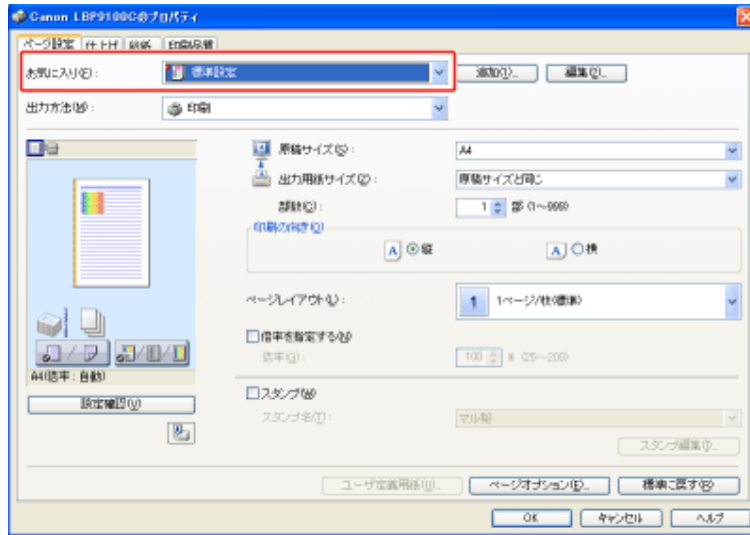 Canon LBP9100Cのプロパティ
ページ設定 仕上げ 給紙 印刷品質
お気に入り(F): 標準設定 追加(1)... 編集(2)...
出力方法(M): 印刷
原稿サイズ(S): A4
出力用紙サイズ(Z): 原稿サイズと同じ
部数(C): 1 部 (1～999)
印刷の向き(O)
A 縦 A 横
ページレイアウト(L): 1 1ページ/枚(標準)
倍率を指定する(N)
倍率(G): 100 % (25～200)
A4(倍率:自動)
設定確認(V)
スタンプ(W)
スタンプ名(T): マル秘
スタンプ編集(I)...
ユーザ定義用紙(U)... ページオプション(E)... 標準に戻す(R)
OK キャンセル ヘルプ